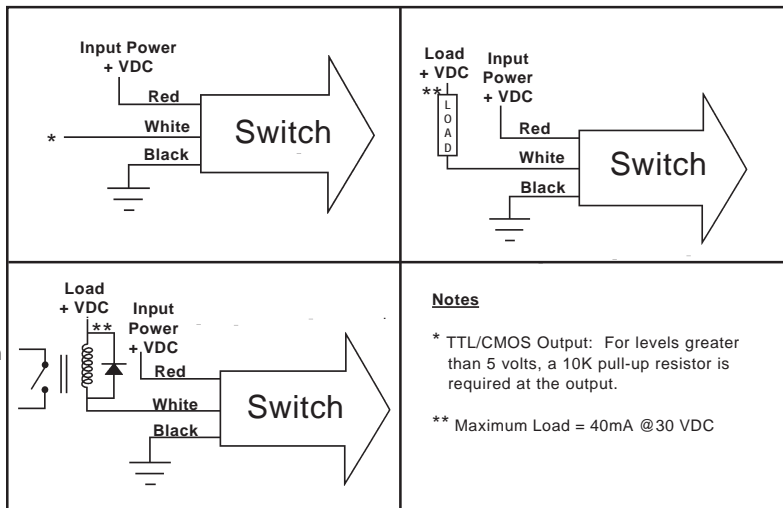 Input Power
+ VDC
Red
White
*
Black
Switch
Load
+ VDC
**
Input
Power
+ VDC
LOAD
Red
White
Black
Switch
Load
+ VDC
**
Input
Power
+ VDC
Red
White
Black
Switch
Notes
* TTL/CMOS Output: For levels greater
than 5 volts, a 10K pull-up resistor is
required at the output.
** Maximum Load = 40mA @30 VDC